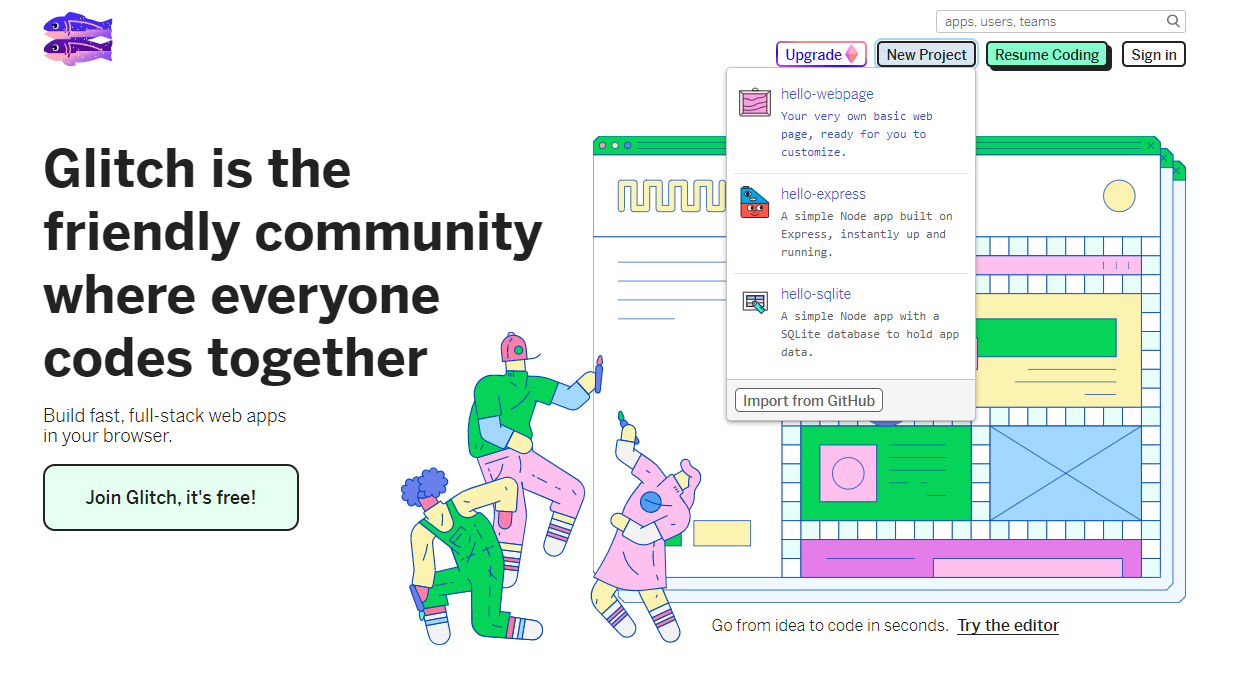 apps, users, teams
Upgrade
New Project
Resume Coding
Sign in
hello-webpage
Your very own basic web
page, ready for you to
customize.
hello-express
A simple Node app built on
Express, instantly up and
running.
hello-sqlite
A simple Node app with a
SQLite database to hold app
data.
Import from GitHub
Glitch is the
friendly community
where everyone
codes together
Build fast, full-stack web apps
in your browser.
Join Glitch, it's free!
Go from idea to code in seconds. Try the editor